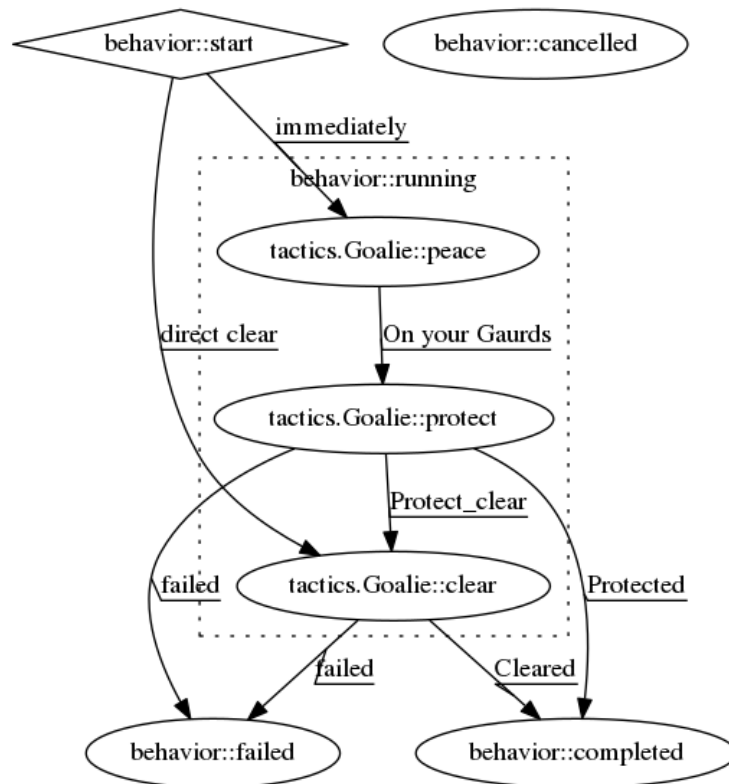 behavior::start
behavior::cancelled
immediately
behavior::running
tactics.Goalie::peace
direct clear
On your Gaurds
tactics.Goalie::protect
Protect_clear
failed
tactics.Goalie::clear
Protected
failed
Cleared
behavior::failed
behavior::completed